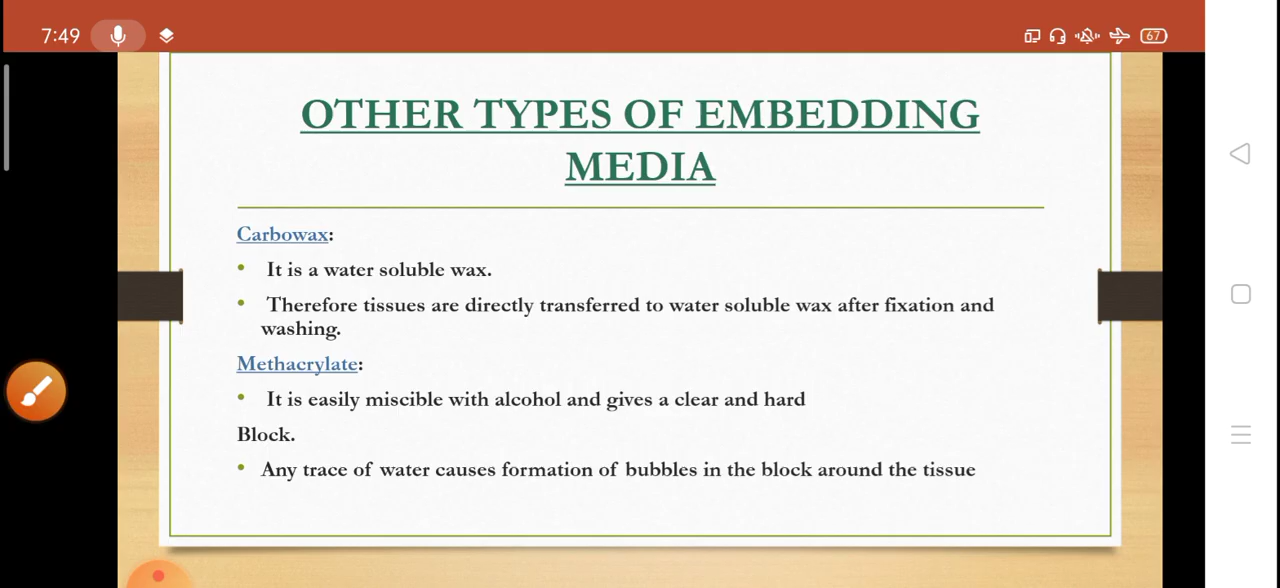 7:49
67
OTHER TYPES OF EMBEDDING
MEDIA
Carbowax:
• It is a water soluble wax.
• Therefore tissues are directly transferred to water soluble wax after fixation and
washing.
Methacrylate:
• It is easily miscible with alcohol and gives a clear and hard
Block.
• Any trace of water causes formation of bubbles in the block around the tissue